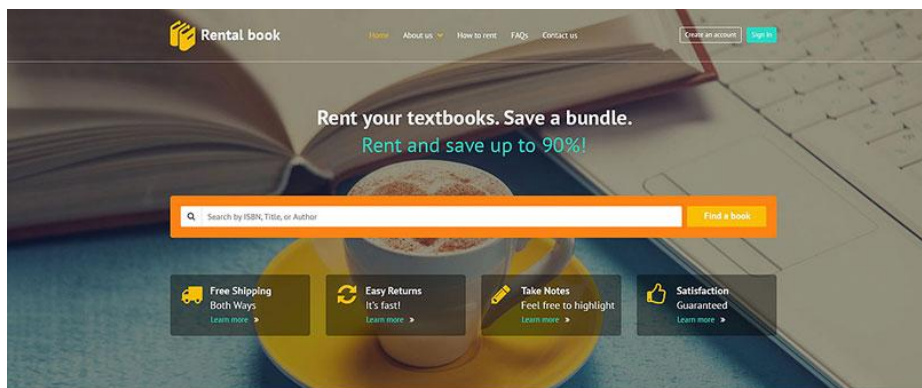 Rental book
Home About us How to rent FAQs Contact us
Create an account Sign In
Rent your textbooks. Save a bundle.
Rent and save up to 90%!
Search by ISBN, Title, or Author
Find a book
Free Shipping
Both Ways
Learn more »
Easy Returns
It's fast!
Learn more »
Take Notes
Feel free to highlight
Learn more »
Satisfaction
Guaranteed
Learn more »